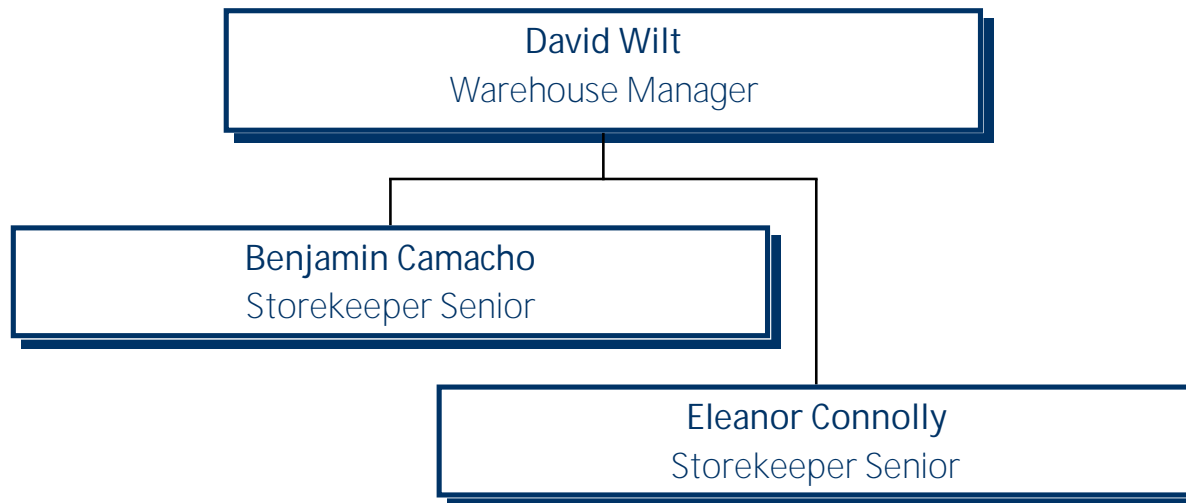 David Wilt
Warehouse Manager
Benjamin Camacho
Storekeeper Senior
Eleanor Connolly
Storekeeper Senior